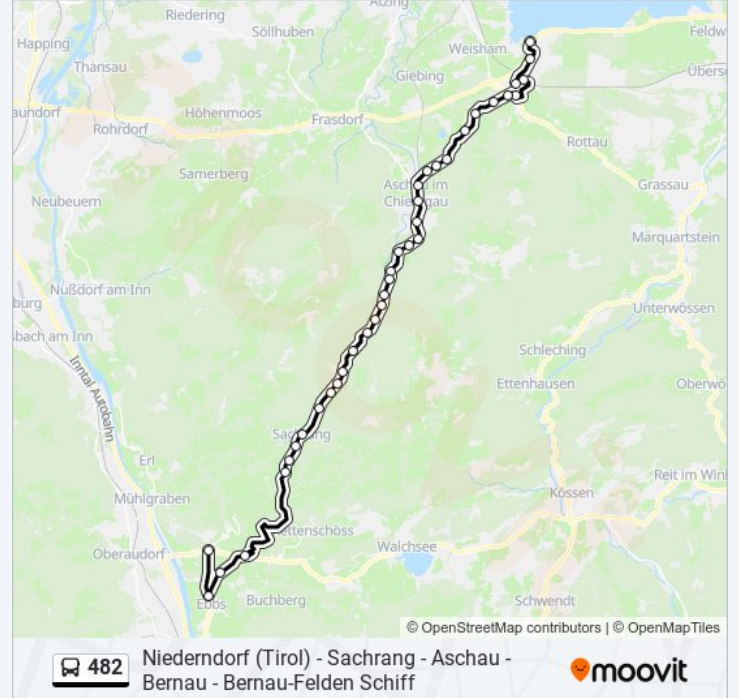 Riedering
Söllhuben
Feldw
Happing
Weisham
Thansau
Übers
Giebing
Höhenmoos
Frasdorf
Rohrdorf
Rottau
Samerberg
Aschau im
Chiemgau
Grassau
Neubeuern
Marquartstein
Nußdorf am Inn
burg
Unterwössen
sbach am Inn
Schleching
Inntal Autobahn
Ettenhausen
Oberwö
Sachrang
Erl
Reit im Win
Mühlgraben
Kössen
ettenschöss
Oberaudorf
Walchsee
Ebbs
Buchberg
Schwendt
© OpenStreetMap contributors | © OpenMapTiles
482
Niederndorf (Tirol) - Sachrang - Aschau -
Bernau - Bernau-Felden Schiff
moovit